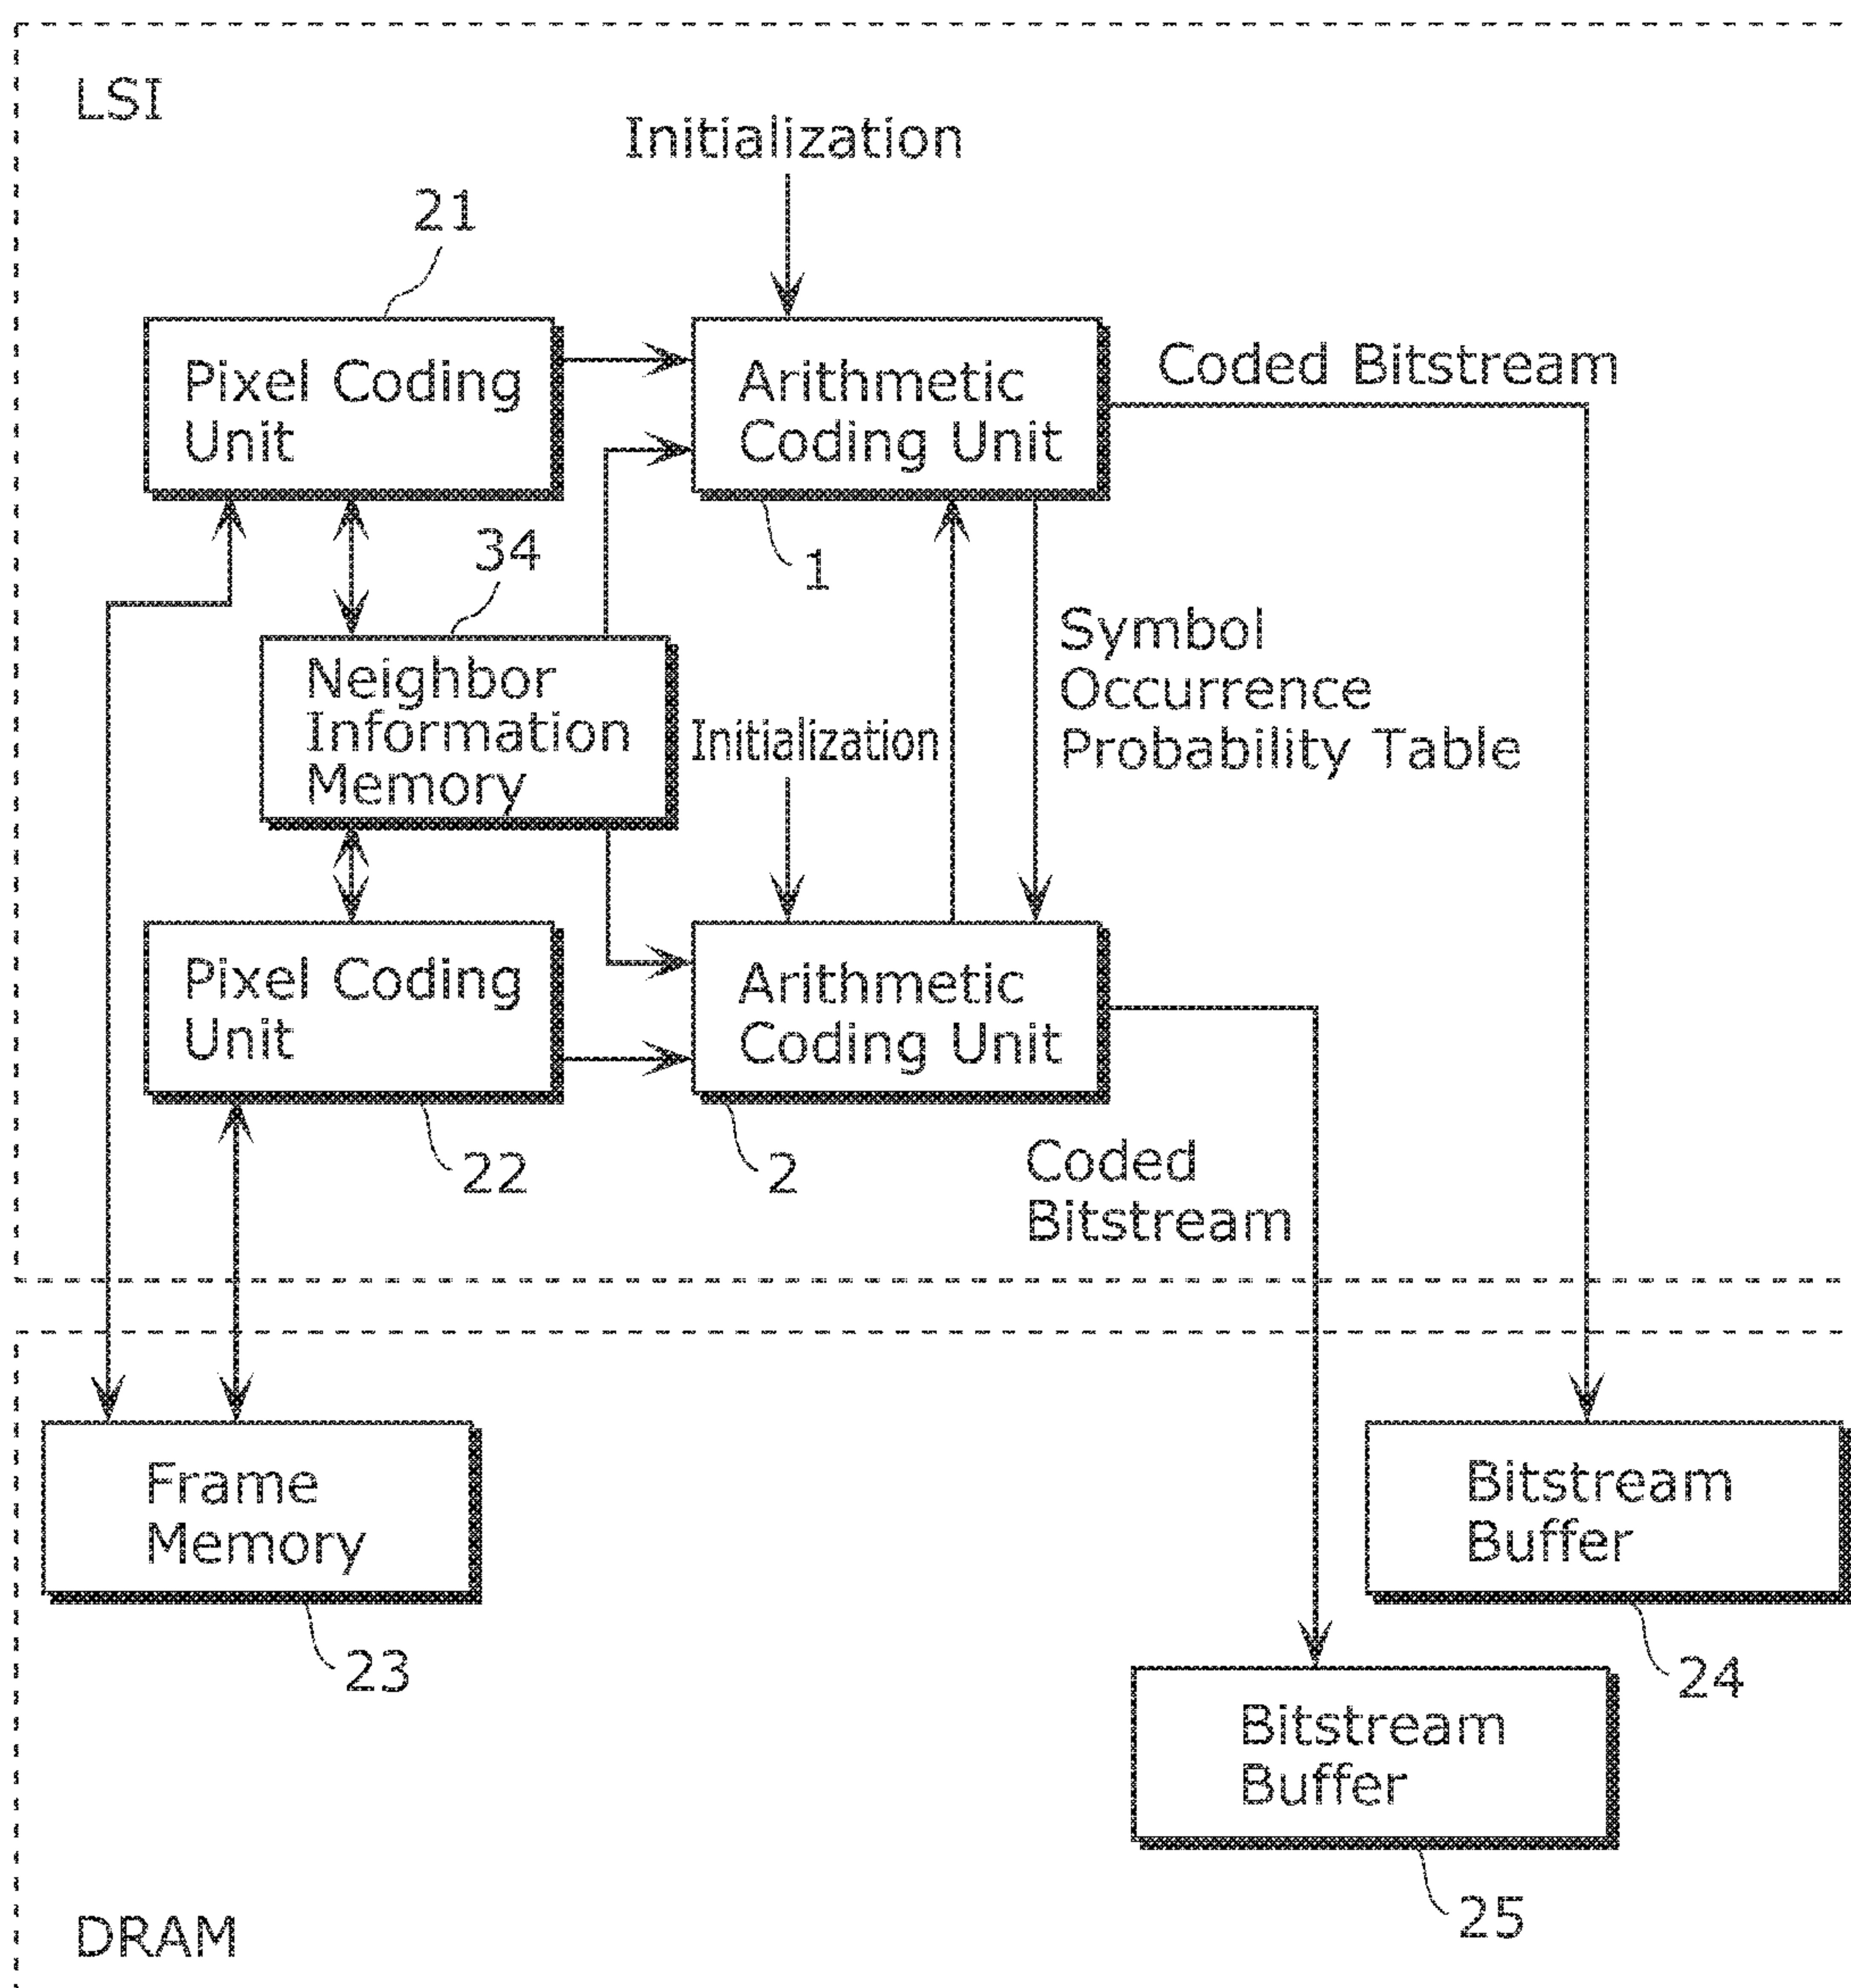 LSI
Initialization
21
Pixel Coding
Unit
Arithmetic
Coding Unit
Coded Bitstream
34
1
Neighbor
Information
Memory
Initialization
Symbol
Occurrence
Probability Table
Pixel Coding
Unit
Arithmetic
Coding Unit
22
2
Coded
Bitstream
Frame
Memory
Bitstream
Buffer
23
24
Bitstream
Buffer
25
DRAM